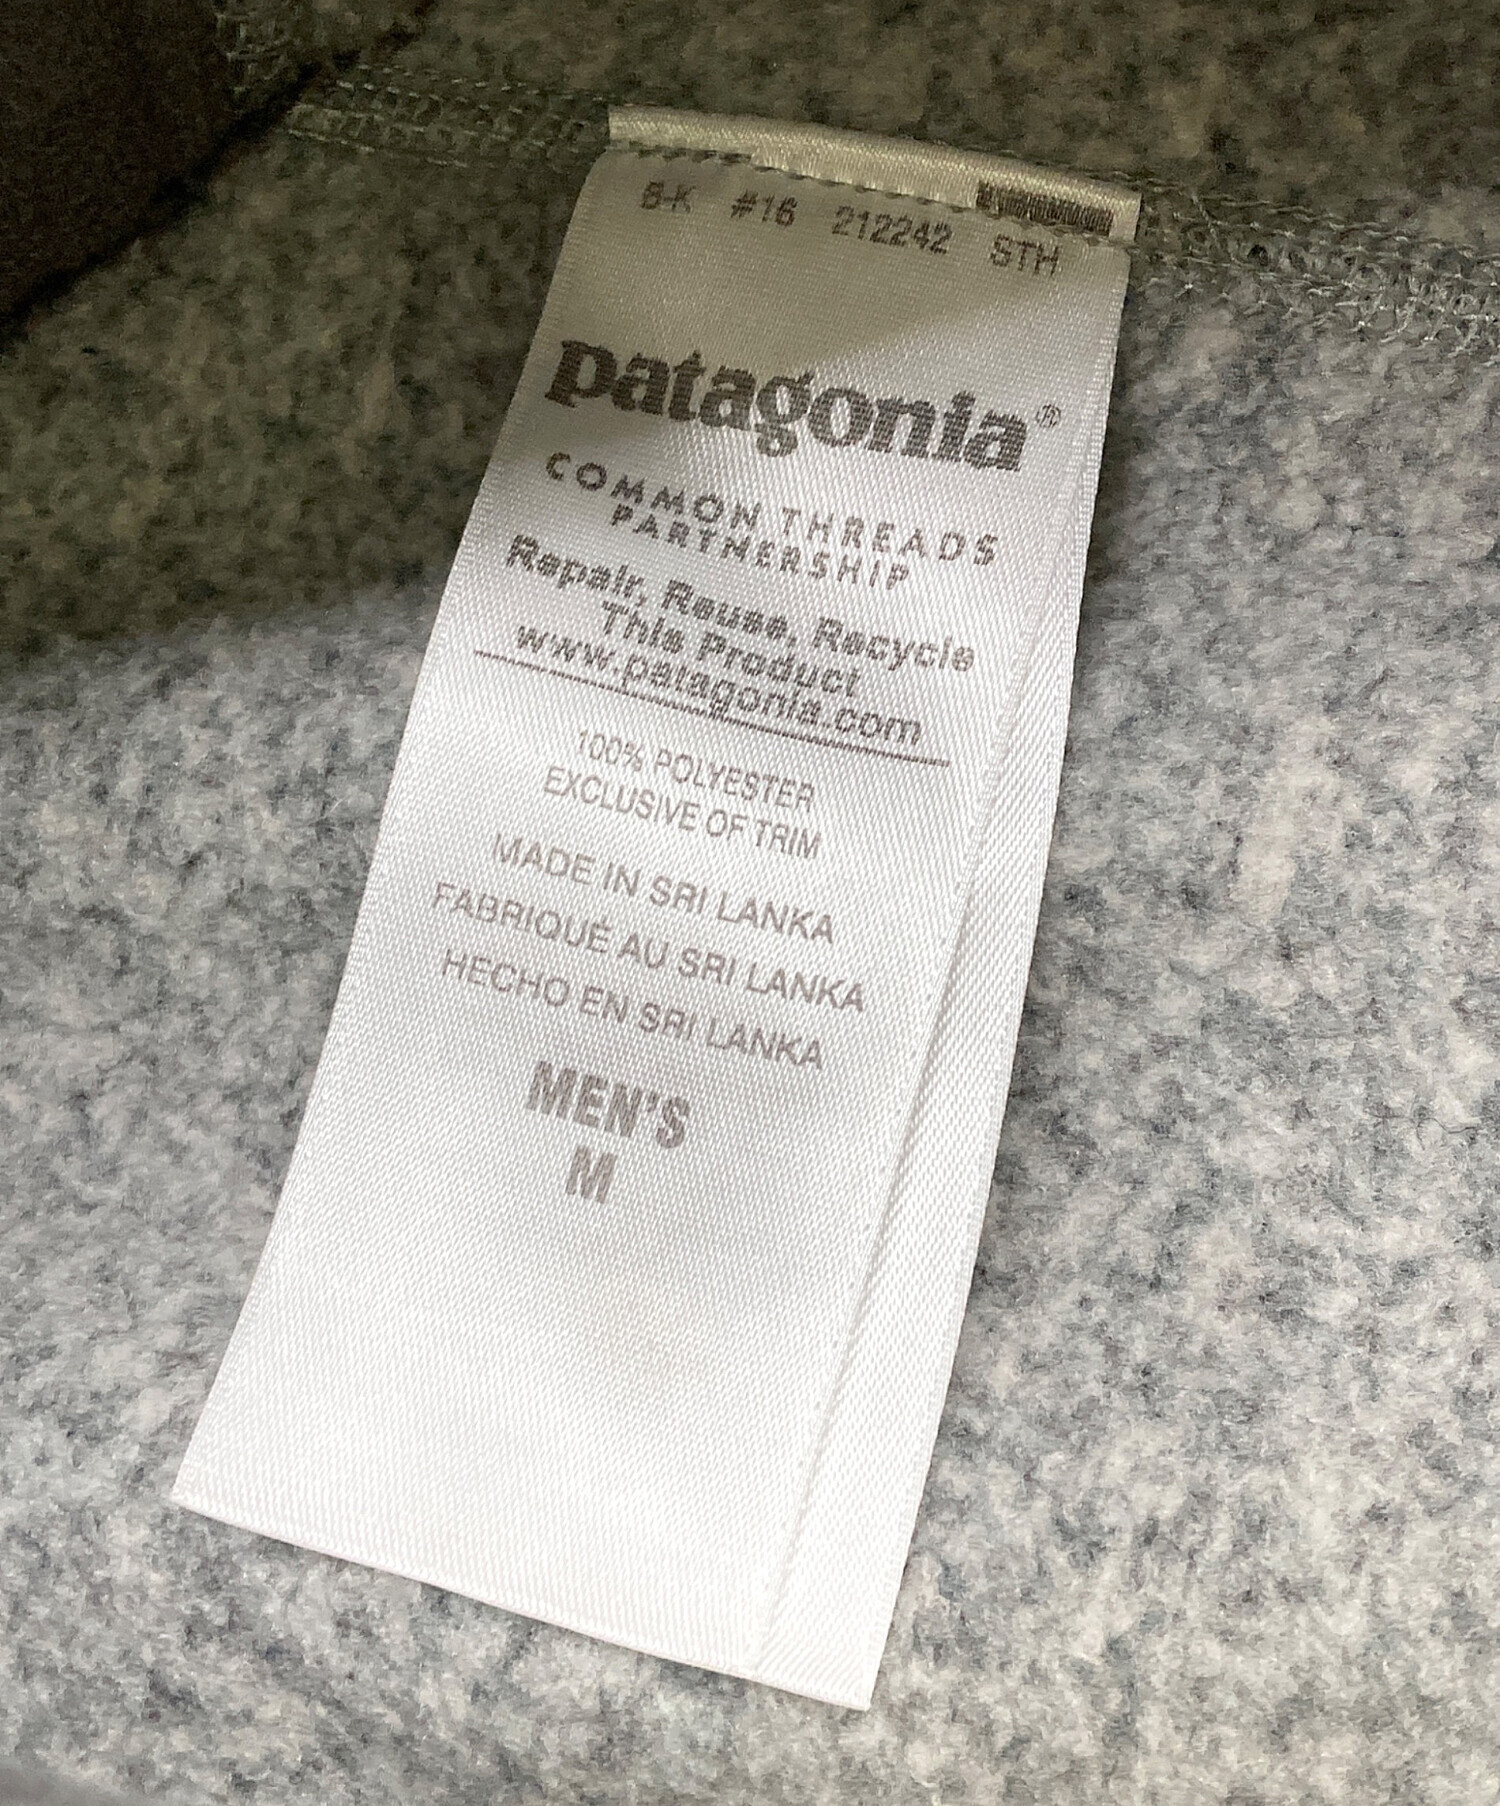 6-K #16 212242 STH
patagonia®
COMMON THREADS
PARTNERSHIP
Repair, Reuse, Recycle
This Product
www.patagonia.com
100% POLYESTER
EXCLUSIVE OF TRIM
MADE IN SRI LANKA
FABRIQUÉ AU SRI LANKA
HECHO EN SRI LANKA
MEN'S
M